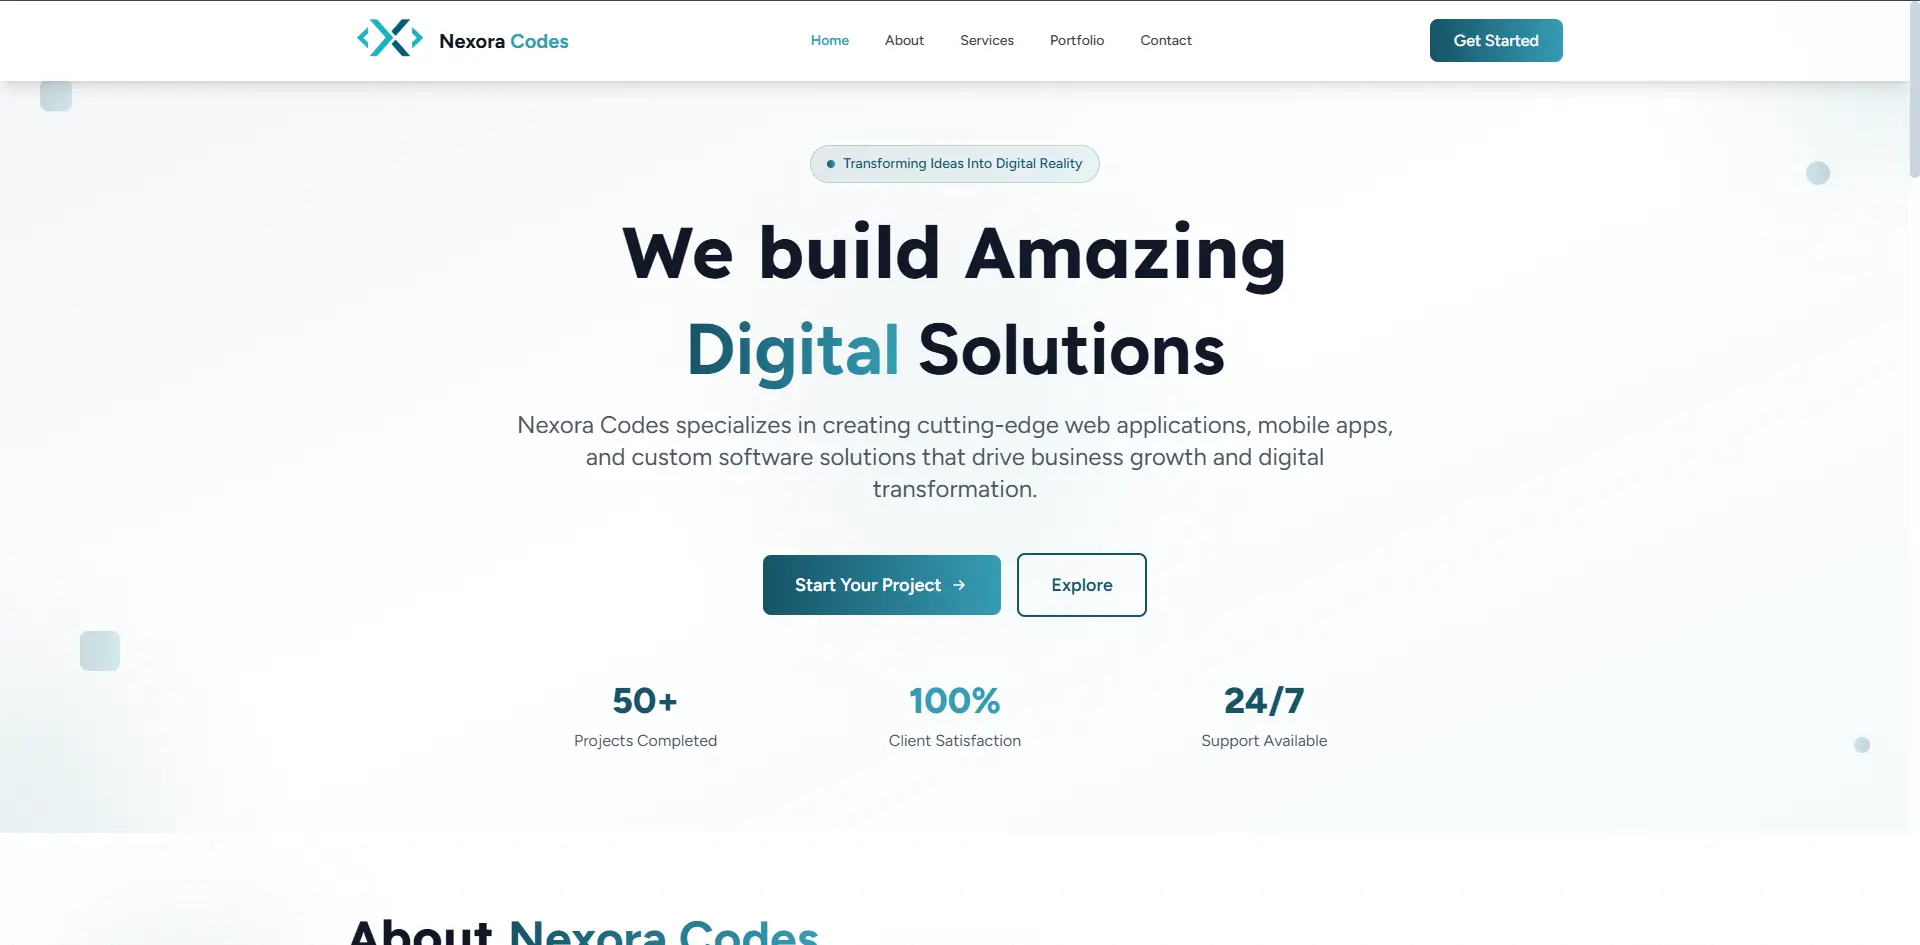 Nexora Codes
Home
About
Services
Portfolio
Contact
Get Started
Transforming Ideas Into Digital Reality
We build Amazing
Digital Solutions
Nexora Codes specializes in creating cutting-edge web applications, mobile apps,
and custom software solutions that drive business growth and digital
transformation.
Start Your Project →
Explore
50+
Projects Completed
100%
Client Satisfaction
24/7
Support Available
About Nexora Codes